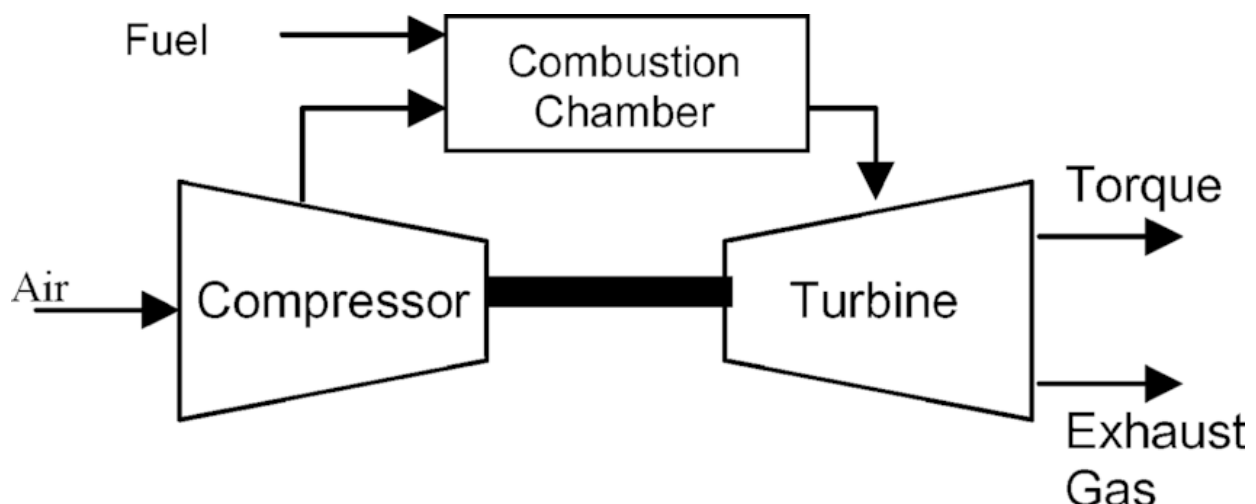 Fuel
Combustion
Chamber
Torque
Air
Compressor
Turbine
Exhaust
Gas